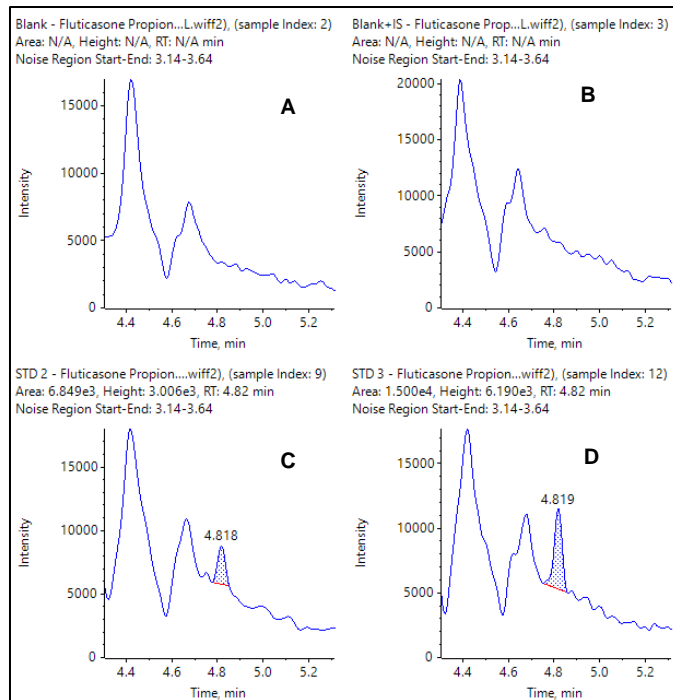 Blank - Fluticasone Propion...L.wiff2), (sample Index: 2)
Area: N/A, Height: N/A, RT: N/A min
Noise Region Start-End: 3.14-3.64
A
15000
10000
5000
0
Intensity
4.4 4.6 4.8 5.0 5.2
Time, min
Blank+IS - Fluticasone Prop...L.wiff2), (sample Index: 3)
Area: N/A, Height: N/A, RT: N/A min
Noise Region Start-End: 3.14-3.64
B
20000
15000
10000
5000
0
Intensity
4.4 4.6 4.8 5.0 5.2
Time, min
STD 2 - Fluticasone Propion....wiff2), (sample Index: 9)
Area: 6.849e3, Height: 3.006e3, RT: 4.82 min
Noise Region Start-End: 3.14-3.64
C
4.818
15000
10000
5000
0
Intensity
4.4 4.6 4.8 5.0 5.2
Time, min
STD 3 - Fluticasone Propion...wiff2), (sample Index: 12)
Area: 1.500e4, Height: 6.190e3, RT: 4.82 min
Noise Region Start-End: 3.14-3.64
D
4.819
15000
10000
5000
0
Intensity
4.4 4.6 4.8 5.0 5.2
Time, min